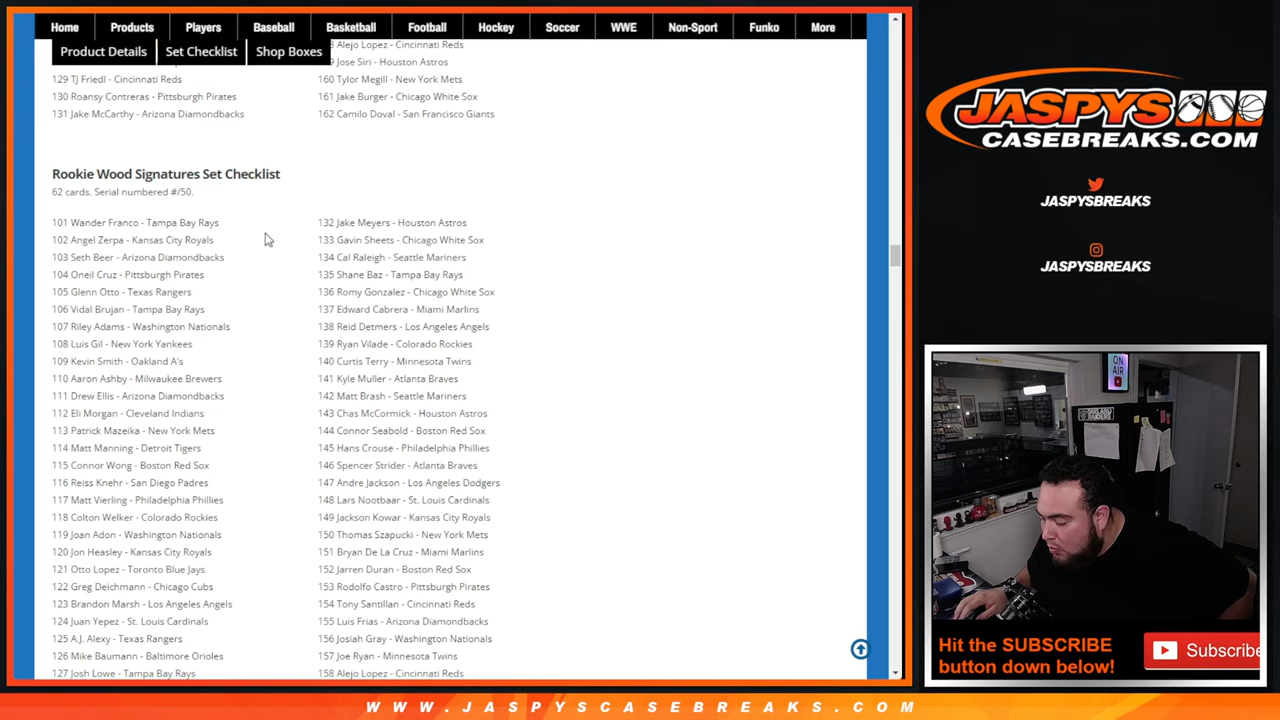 Home Products Players Baseball Basketball Football Hockey Soccer WWE Non-Sport Funko More
Product Details Set Checklist Shop Boxes
Alejo Lopez - Cincinnati Reds
Jose Siri - Houston Astros
129 TJ Friedl - Cincinnati Reds
130 Roansy Contreras - Pittsburgh Pirates
131 Jake McCarthy - Arizona Diamondbacks
160 Tylor Megill - New York Mets
161 Jake Burger - Chicago White Sox
162 Camilo Doval - San Francisco Giants
Rookie Wood Signatures Set Checklist
62 cards. Serial numbered #/50.
101 Wander Franco - Tampa Bay Rays
102 Angel Zerpa - Kansas City Royals
103 Seth Beer - Arizona Diamondbacks
104 Oneil Cruz - Pittsburgh Pirates
105 Glenn Otto - Texas Rangers
106 Vidal Brujan - Tampa Bay Rays
107 Riley Adams - Washington Nationals
108 Luis Gil - New York Yankees
109 Kevin Smith - Oakland A's
110 Aaron Ashby - Milwaukee Brewers
111 Drew Ellis - Arizona Diamondbacks
112 Eli Morgan - Cleveland Indians
113 Patrick Mazeika - New York Mets
114 Matt Manning - Detroit Tigers
115 Connor Wong - Boston Red Sox
116 Reiss Knehr - San Diego Padres
117 Matt Vierling - Philadelphia Phillies
118 Colton Welker - Colorado Rockies
119 Joan Adon - Washington Nationals
120 Jon Heasley - Kansas City Royals
121 Otto Lopez - Toronto Blue Jays
122 Greg Deichmann - Chicago Cubs
123 Brandon Marsh - Los Angeles Angels
124 Juan Yepez - St. Louis Cardinals
125 A.J. Alexy - Texas Rangers
126 Mike Baumann - Baltimore Orioles
127 Josh Lowe - Tampa Bay Rays
132 Jake Meyers - Houston Astros
133 Gavin Sheets - Chicago White Sox
134 Cal Raleigh - Seattle Mariners
135 Shane Baz - Tampa Bay Rays
136 Romy Gonzalez - Chicago White Sox
137 Edward Cabrera - Miami Marlins
138 Reid Detmers - Los Angeles Angels
139 Ryan Vilade - Colorado Rockies
140 Curtis Terry - Minnesota Twins
141 Kyle Muller - Atlanta Braves
142 Matt Brash - Seattle Mariners
143 Chas McCormick - Houston Astros
144 Connor Seabold - Boston Red Sox
145 Hans Crouse - Philadelphia Phillies
146 Spencer Strider - Atlanta Braves
147 Andre Jackson - Los Angeles Dodgers
148 Lars Nootbaar - St. Louis Cardinals
149 Jackson Kowar - Kansas City Royals
150 Thomas Szapucki - New York Mets
151 Bryan De La Cruz - Miami Marlins
152 Jarren Duran - Boston Red Sox
153 Rodolfo Castro - Pittsburgh Pirates
154 Tony Santillan - Cincinnati Reds
155 Luis Frias - Arizona Diamondbacks
156 Josiah Gray - Washington Nationals
157 Joe Ryan - Minnesota Twins
158 Alejo Lopez - Cincinnati Reds
JASPYS
CASEBREAKS.COM
JASPYSBREAKS
JASPYSBREAKS
ON
AIR
Hit the SUBSCRIBE
button down below!
Subscribe
WWW.JASPYSCASEBREAKS.COM